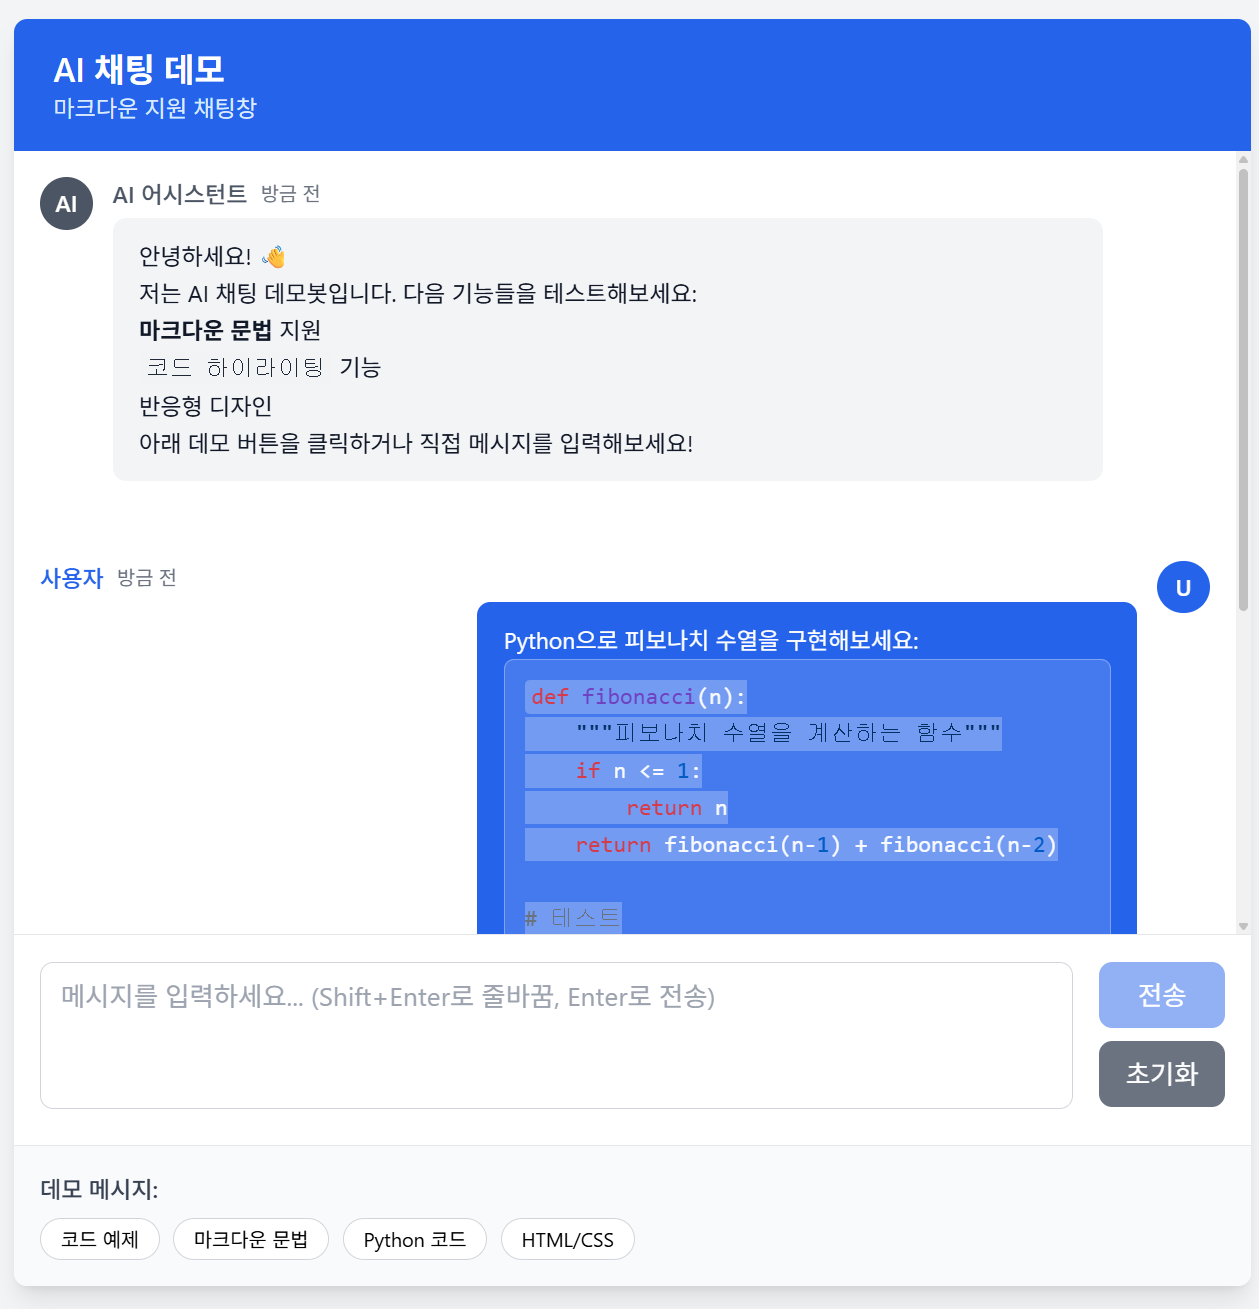 AI 채팅 데모
마크다운 지원 채팅창
AI
AI 어시스턴트 방금 전
안녕하세요! 👋
저는 AI 채팅 데모봇입니다. 다음 기능들을 테스트해보세요:
마크다운 문법 지원
코드 하이라이팅 기능
반응형 디자인
아래 데모 버튼을 클릭하거나 직접 메시지를 입력해보세요!
사용자 방금 전
U
Python으로 피보나치 수열을 구현해보세요:
def fibonacci(n):
    """피보나치 수열을 계산하는 함수"""
    if n <= 1:
        return n
    return fibonacci(n-1) + fibonacci(n-2)
# 테스트
메시지를 입력하세요... (Shift+Enter로 줄바꿈, Enter로 전송)
전송
초기화
데모 메시지:
코드 예제
마크다운 문법
Python 코드
HTML/CSS